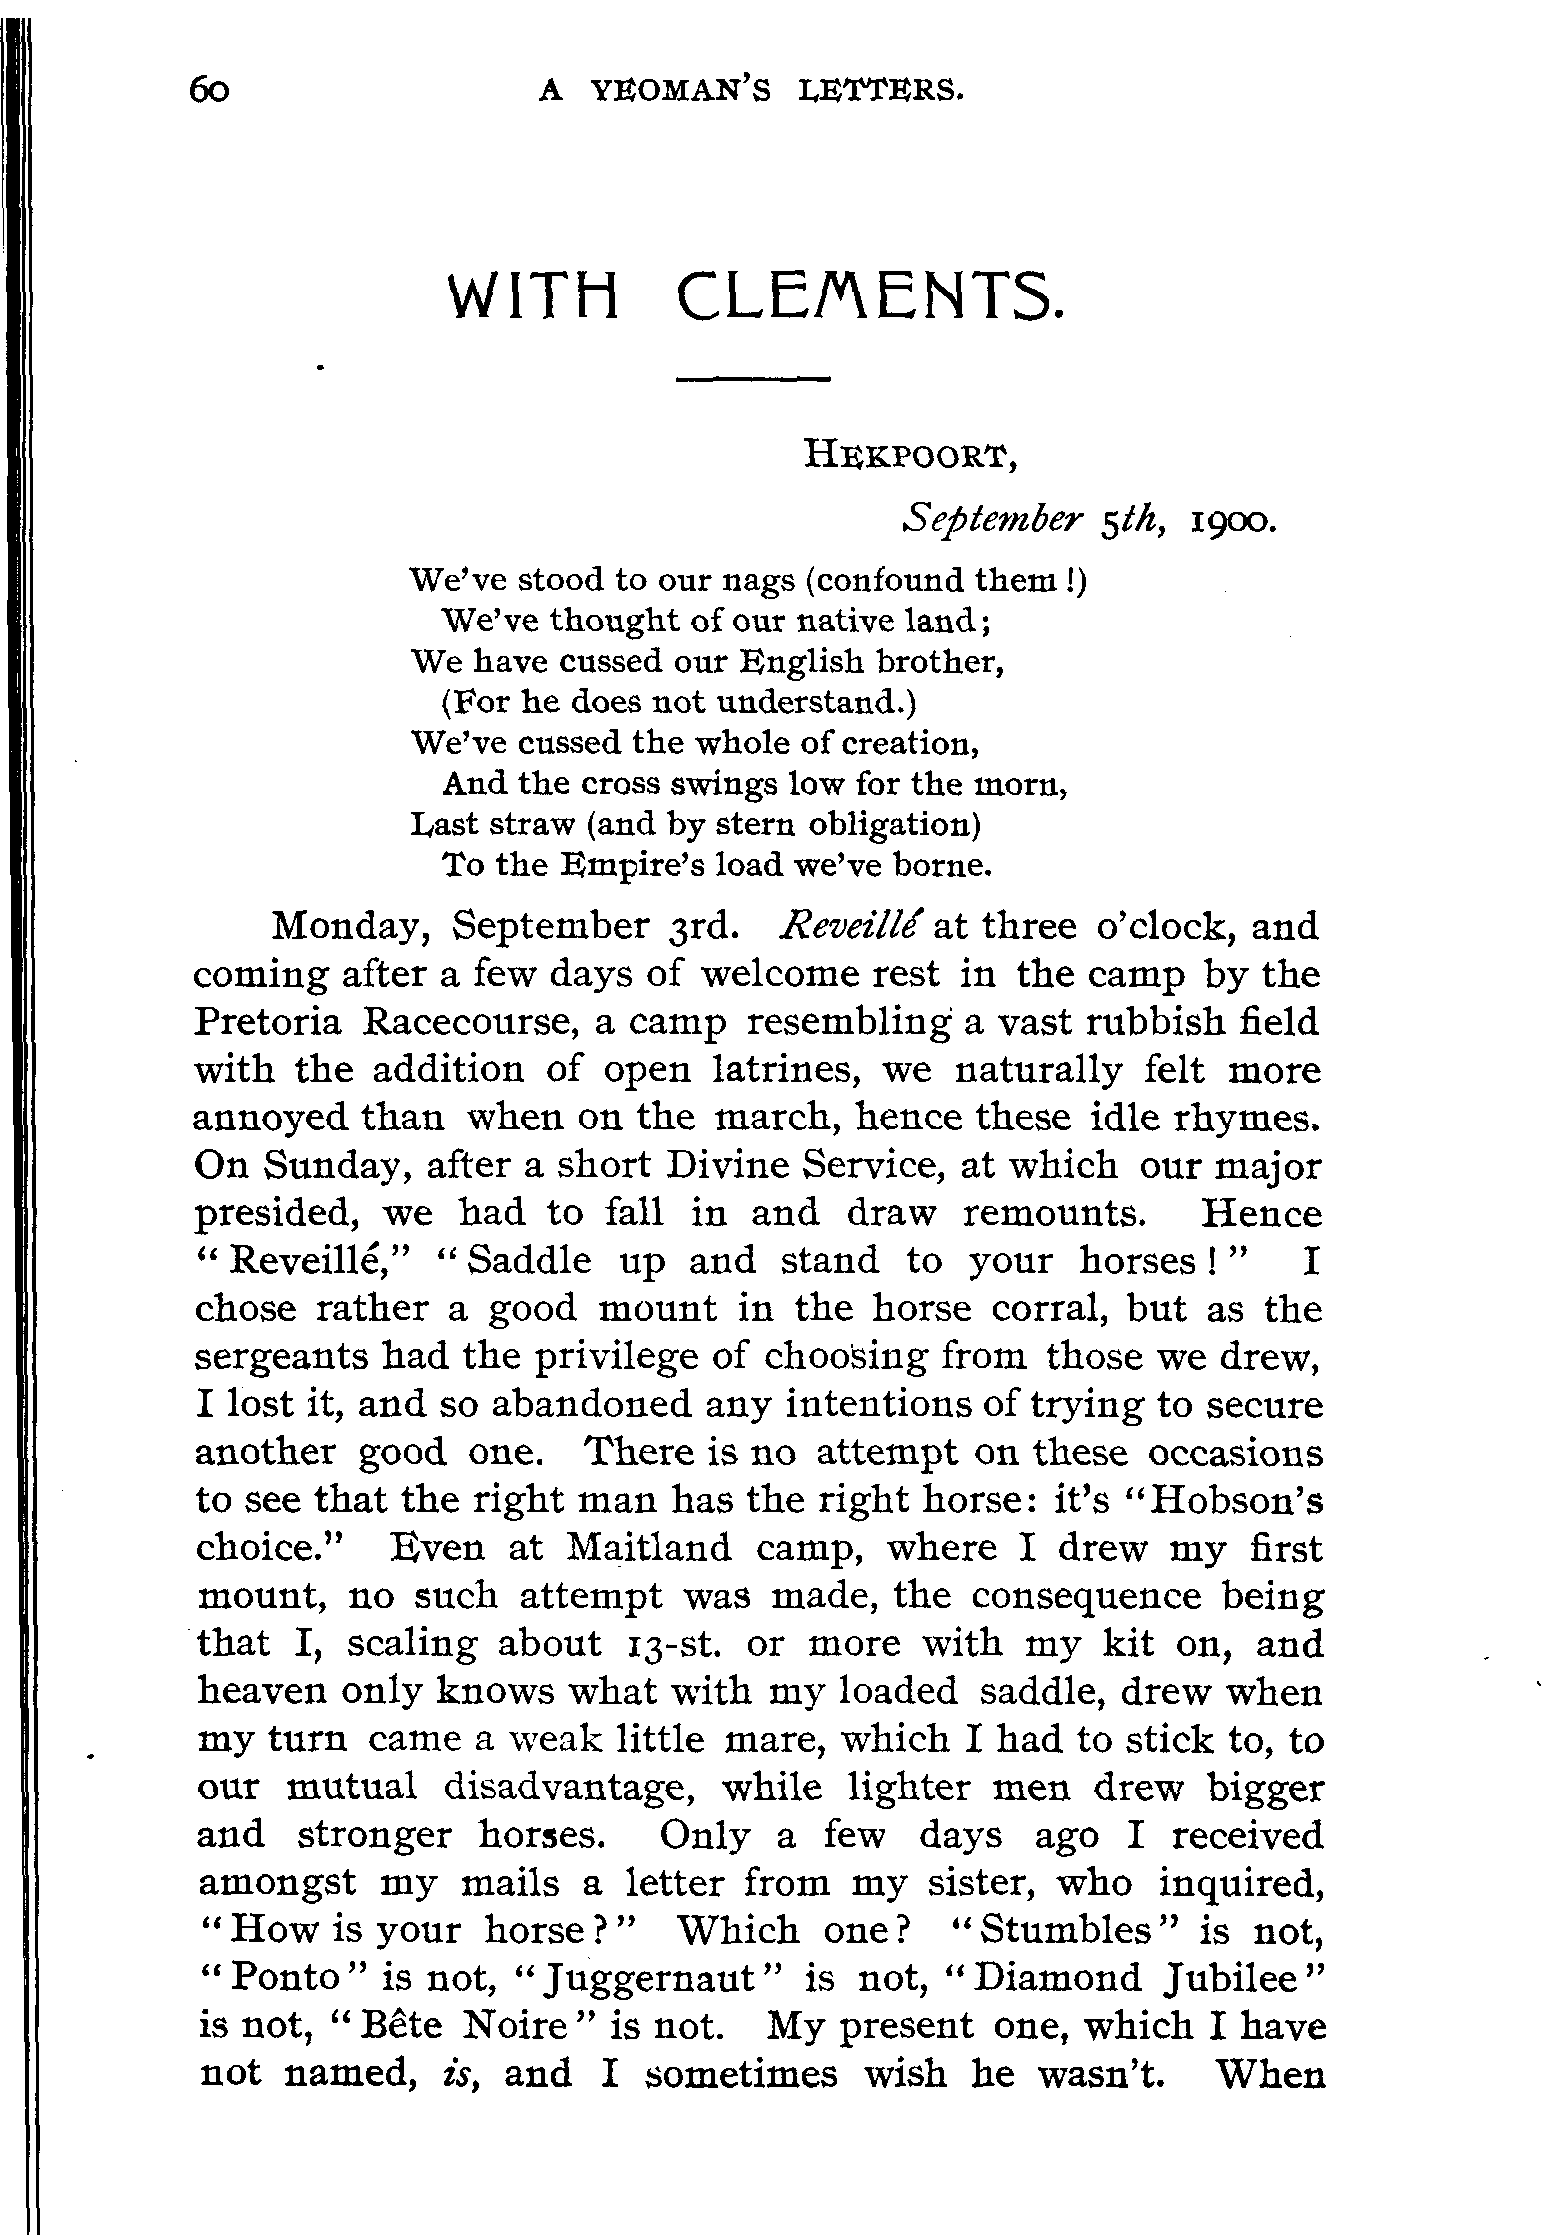 60 A YEOMAN'S LETTERS.
WITH CLEMENTS.
HEKPOORT,
September 5th, 1900.
We've stood to our nags (confound them!)
We've thought of our native land;
We have cussed our English brother,
(For he does not understand.)
We've cussed the whole of creation,
And the cross swings low for the morn,
Last straw (and by stern obligation)
To the Empire's load we've borne.
Monday, September 3rd. Reveillé at three o'clock, and
coming after a few days of welcome rest in the camp by the
Pretoria Racecourse, a camp resembling a vast rubbish field
with the addition of open latrines, we naturally felt more
annoyed than when on the march, hence these idle rhymes.
On Sunday, after a short Divine Service, at which our major
presided, we had to fall in and draw remounts. Hence
"Reveillé," "Saddle up and stand to your horses!" I
chose rather a good mount in the horse corral, but as the
sergeants had the privilege of choosing from those we drew,
I lost it, and so abandoned any intentions of trying to secure
another good one. There is no attempt on these occasions
to see that the right man has the right horse: it's "Hobson's
choice." Even at Maitland camp, where I drew my first
mount, no such attempt was made, the consequence being
that I, scaling about 13-st. or more with my kit on, and
heaven only knows what with my loaded saddle, drew when
my turn came a weak little mare, which I had to stick to, to
our mutual disadvantage, while lighter men drew bigger
and stronger horses. Only a few days ago I received
amongst my mails a letter from my sister, who inquired,
"How is your horse?" Which one? "Stumbles" is not,
"Ponto" is not, "Juggernaut" is not, "Diamond Jubilee"
is not, "Bête Noire" is not. My present one, which I have
not named, is, and I sometimes wish he wasn't. When